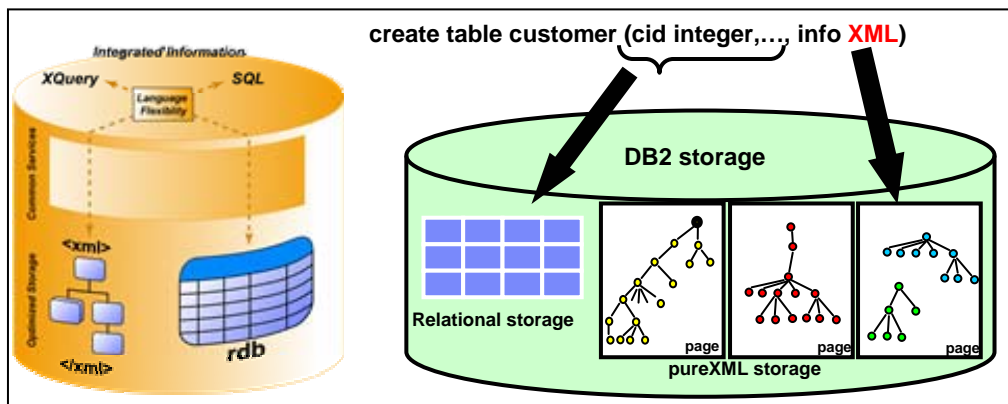 Integrated Information
XQuery
SQL
Language
Flexibility
Common Services
Optimized Storage
<xml>
</xml>
rdb
create table customer (cid integer,…, info XML)
DB2 storage
Relational storage
page
page
page
pureXML storage